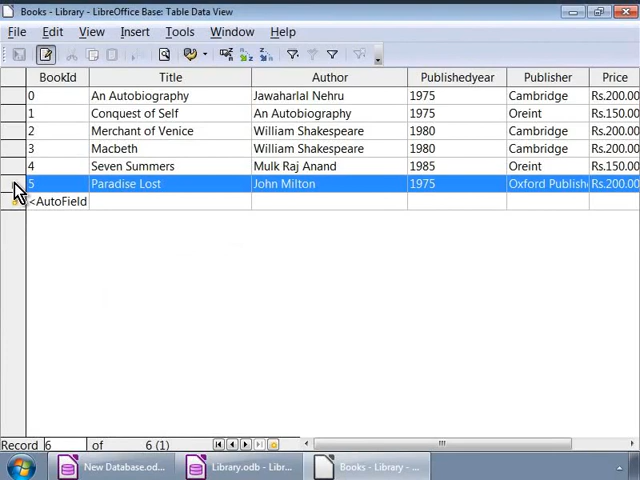 Books - Library - LibreOffice Base: Table Data View
File Edit View Insert Tools Window Help
BookId Title Author Publishedyear Publisher Price
0 An Autobiography Jawaharlal Nehru 1975 Cambridge Rs.200.00
1 Conquest of Self An Autobiography 1975 Oreint Rs.150.00
2 Merchant of Venice William Shakespeare 1980 Cambridge Rs.200.00
3 Macbeth William Shakespeare 1980 Cambridge Rs.200.00
4 Seven Summers Mulk Raj Anand 1985 Oreint Rs.150.00
5 Paradise Lost John Milton 1975 Oxford Publish Rs.200.00
<AutoField
Record 6 of 6 (1)
New Database.od... Library.odb - Libr... Books - Library - ...